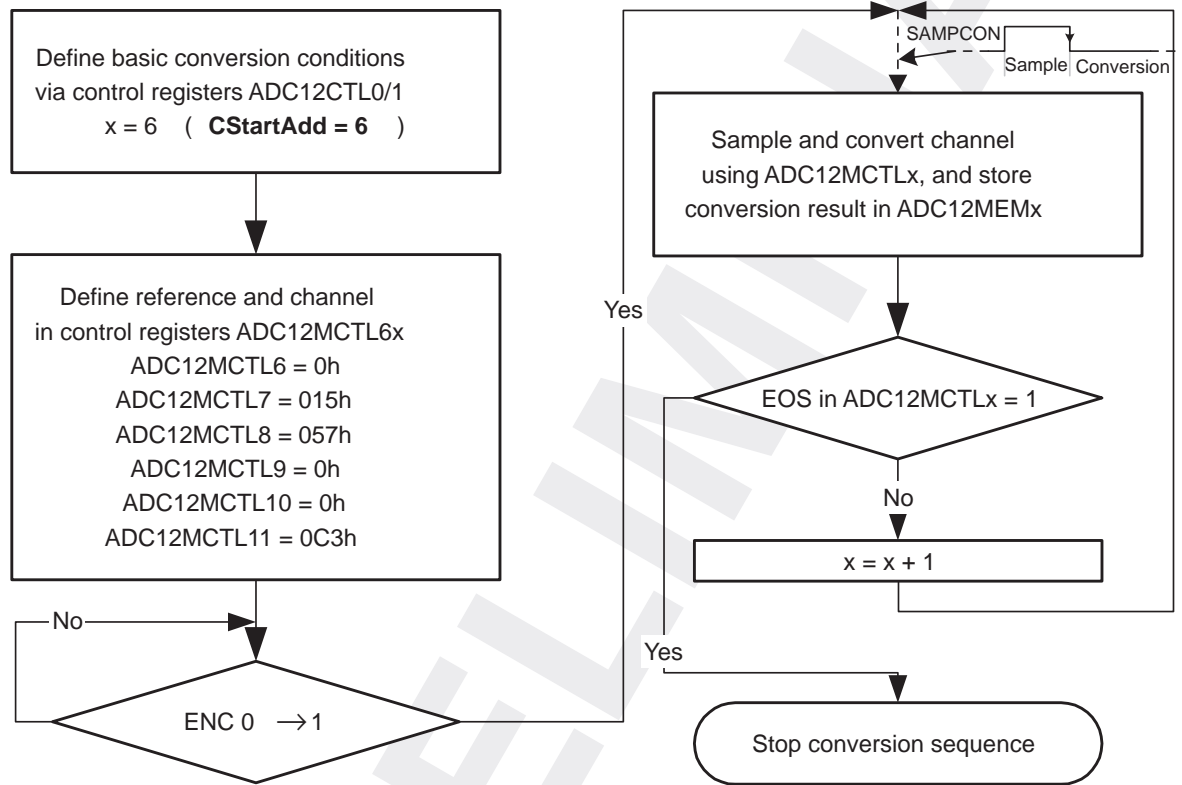 Define basic conversion conditions
via control registers ADC12CTL0/1
x = 6 ( CStartAdd = 6 )
Define reference and channel
in control registers ADC12MCTL6x
ADC12MCTL6 = 0h
ADC12MCTL7 = 015h
ADC12MCTL8 = 057h
ADC12MCTL9 = 0h
ADC12MCTL10 = 0h
ADC12MCTL11 = 0C3h
No
ENC 0 → 1
Yes
SAMPCON
Sample
Conversion
Sample and convert channel
using ADC12MCTLx, and store
conversion result in ADC12MEMx
EOS in ADC12MCTLx = 1
No
x = x + 1
Yes
Stop conversion sequence